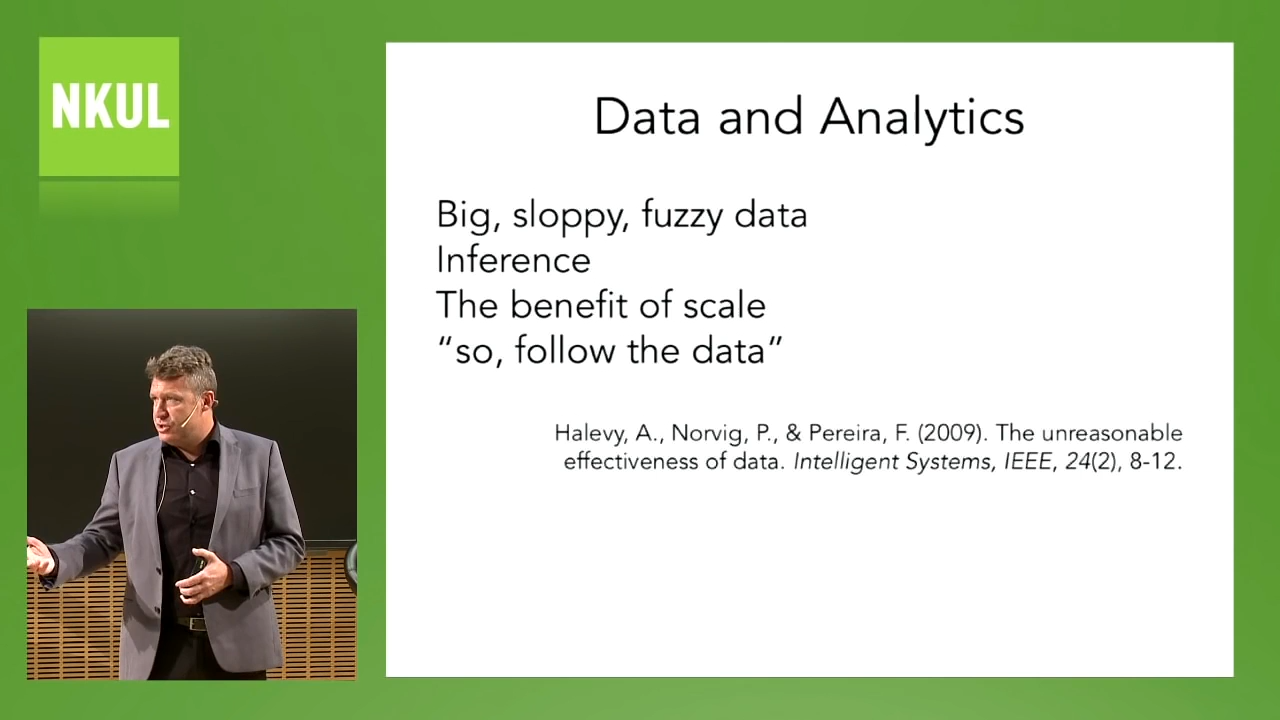 NKUL
Data and Analytics
Big, sloppy, fuzzy data
Inference
The benefit of scale
“so, follow the data”
Halevy, A., Norvig, P., & Pereira, F. (2009). The unreasonable
effectiveness of data. Intelligent Systems, IEEE, 24(2), 8-12.